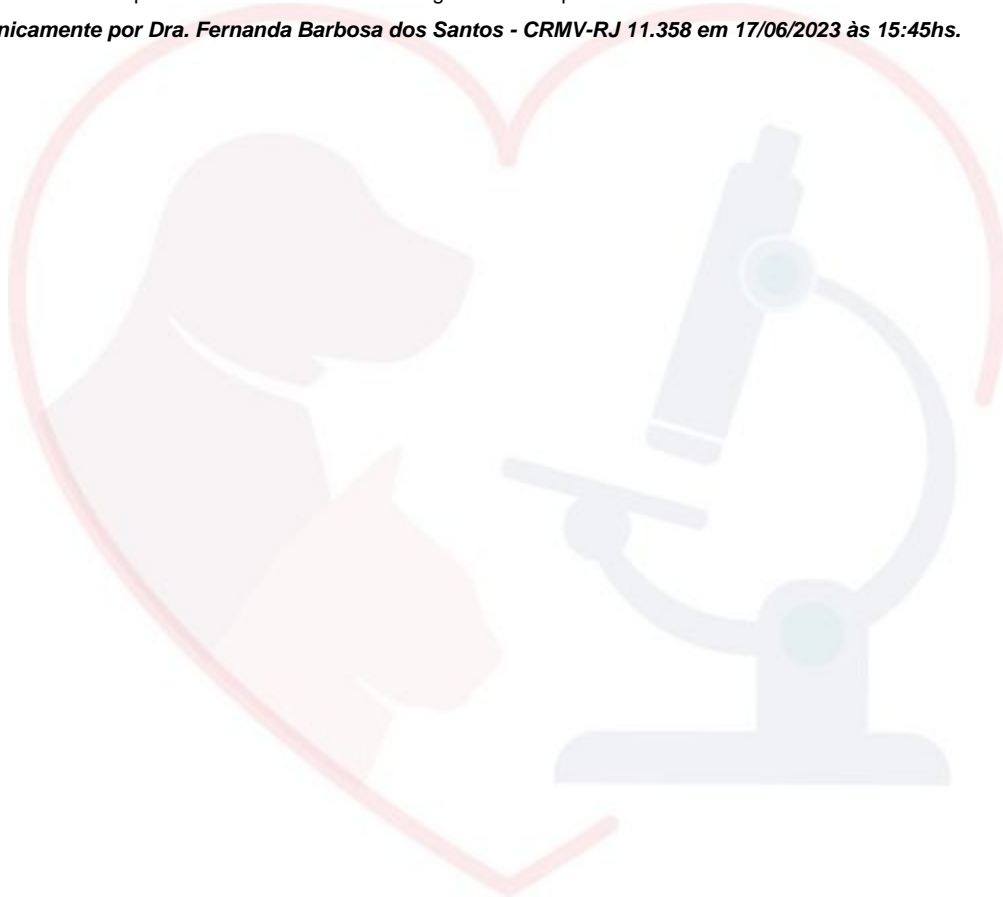 nicamente por Dra. Fernanda Barbosa dos Santos - CRMV-RJ 11.358 em 17/06/2023 às 15:45hs.